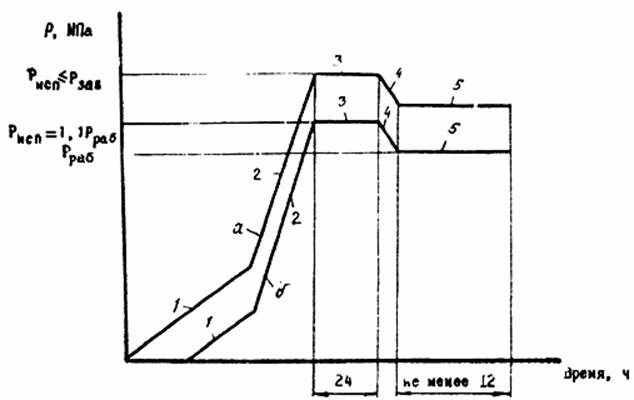 Р, МПа
Рисп≤Рзав
Рисп=1,1Рраб
Рраб
3
4
5
3
4
5
2
2
а
б
1
1
24
не менее 12
Время, ч